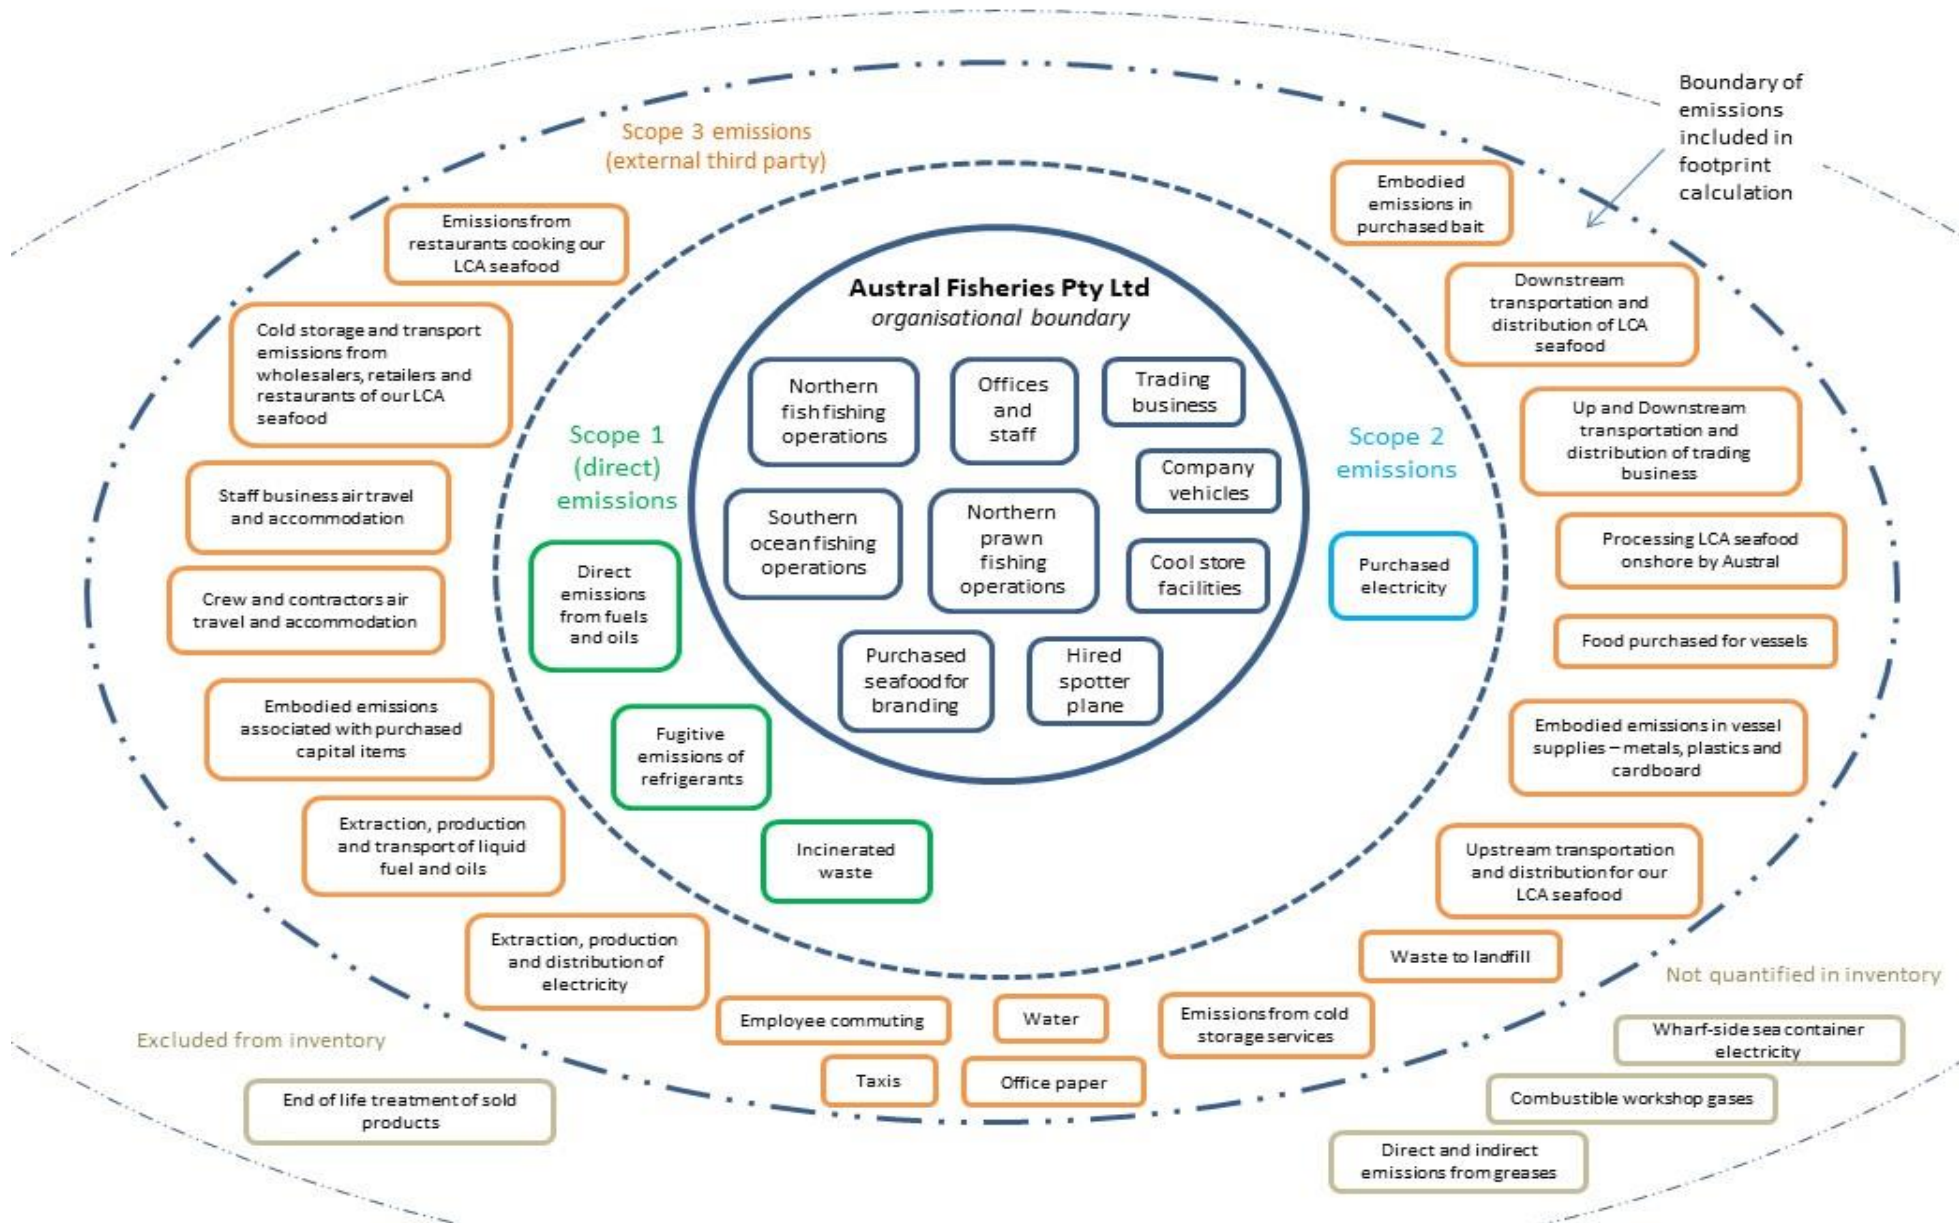 Boundary of
emissions
included in
footprint
calculation
Scope 3 emissions
(external third party)
Emissions from
restaurants cooking our
LCA seafood
Cold storage and transport
emissions from
wholesalers, retailers and
restaurants of our LCA
seafood
Staff business air travel
and accommodation
Crew and contractors air
travel and accommodation
Embodied emissions
associated with purchased
capital items
Extraction, production
and transport of liquid
fuel and oils
Extraction, production
and distribution of
electricity
Employee commuting
Taxis
Water
Office paper
Emissions from cold
storage services
Waste to landfill
Upstream transportation
and distribution for our
LCA seafood
Embodied emissions in vessel
supplies – metals, plastics and
cardboard
Food purchased for vessels
Processing LCA seafood
onshore by Austral
Up and Downstream
transportation and
distribution of trading
business
Downstream
transportation and
distribution of LCA
seafood
Embodied
emissions in
purchased bait
Scope 1
(direct)
emissions
Direct
emissions
from fuels
and oils
Fugitive
emissions of
refrigerants
Incinerated
waste
Austral Fisheries Pty Ltd
organisational boundary
Northern
fish fishing
operations
Offices
and
staff
Trading
business
Company
vehicles
Southern
ocean fishing
operations
Northern
prawn
fishing
operations
Cool store
facilities
Purchased
seafood for
branding
Hired
spotter
plane
Scope 2
emissions
Purchased
electricity
Excluded from inventory
End of life treatment of sold
products
Not quantified in inventory
Wharf-side sea container
electricity
Combustible workshop gases
Direct and indirect
emissions from greases